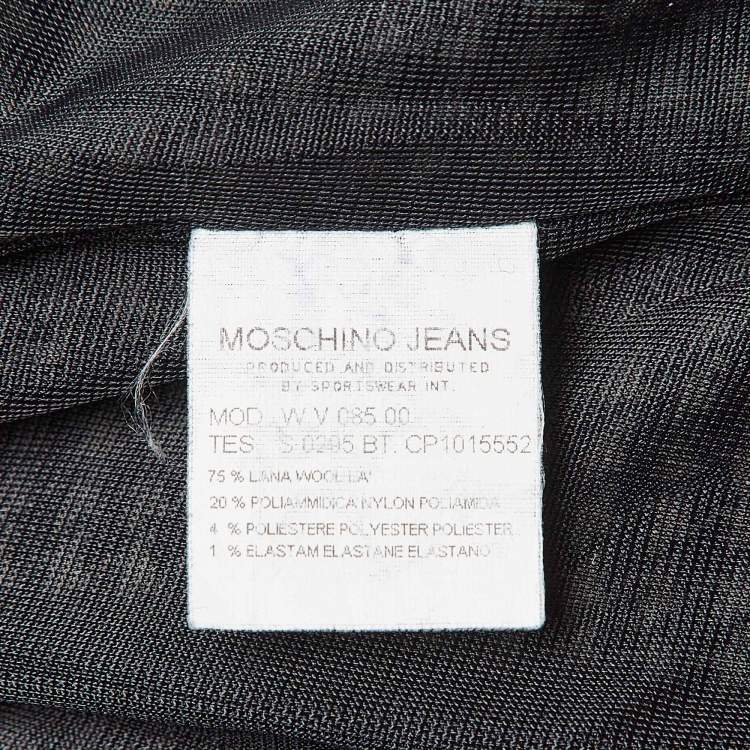 MOSCHINO JEANS
PRODUCED AND DISTRIBUTED
BY SPORTSWEAR INT.
MOD. W V 085 00
TES. S 0295 BT. CP1015552
75 % LANA WOOL LA'
20 % POLIAMMIDICA NYLON POLIAMIDA
4 % POLIESTERE POLYESTER POLIESTER
1 % ELASTAM ELASTANE ELASTANO